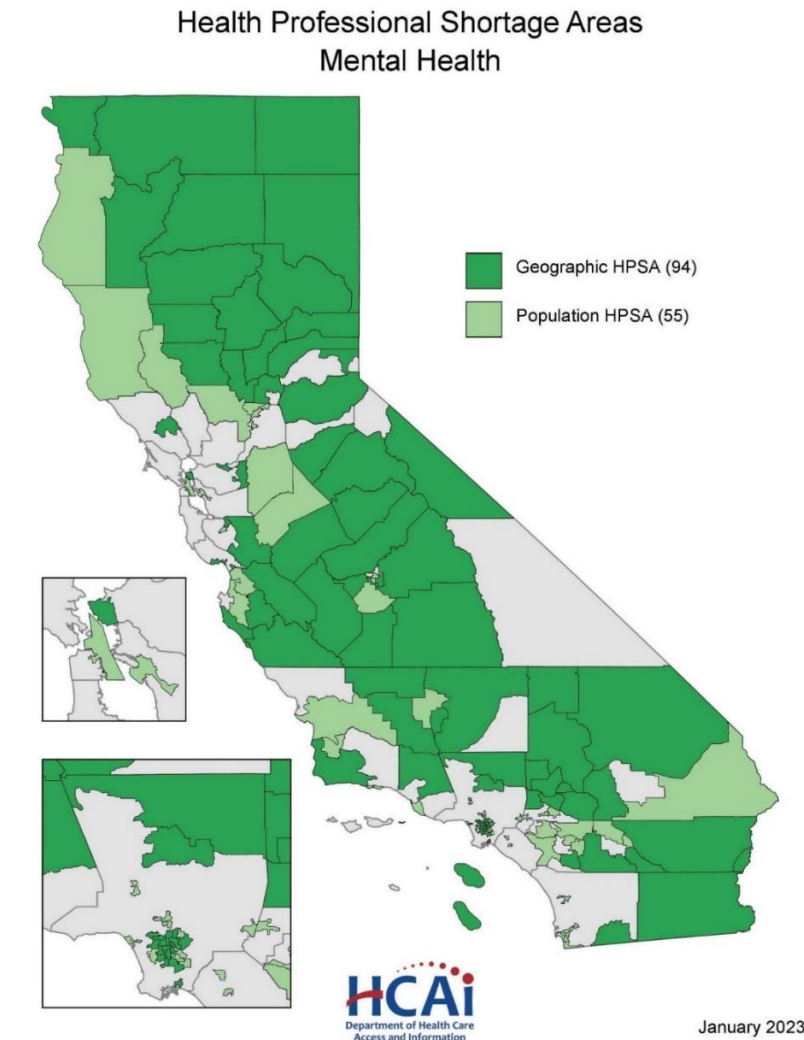 Health Professional Shortage Areas
Mental Health
Geographic HPSA (94)
Population HPSA (55)
HCAi
Department of Health Care
Access and Information
January 2023